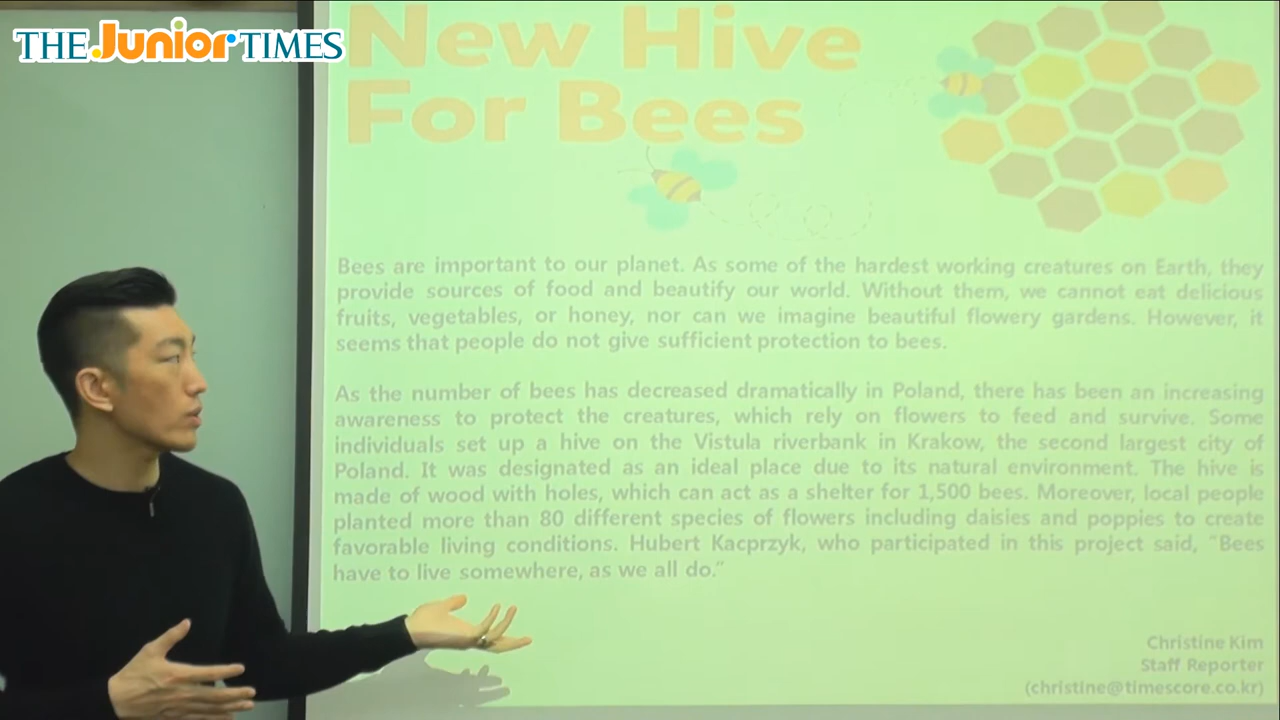 THE Junior TIMES
New Hive
For Bees
Bees are important to our planet. As some of the hardest working creatures on Earth, they
provide sources of food and beautify our world. Without them, we cannot eat delicious
fruits, vegetables, or honey, nor can we imagine beautiful flowery gardens. However, it
seems that people do not give sufficient protection to bees.
As the number of bees has decreased dramatically in Poland, there has been an increasing
awareness to protect the creatures, which rely on flowers to feed and survive. Some
individuals set up a hive on the Vistula riverbank in Krakow, the second largest city of
Poland. It was designated as an ideal place due to its natural environment. The hive is
made of wood with holes, which can act as a shelter for 1,500 bees. Moreover, local people
planted more than 80 different species of flowers including daisies and poppies to create
favorable living conditions. Hubert Kacprzyk, who participated in this project said, “Bees
have to live somewhere, as we all do.”
Christine Kim
Staff Reporter
(christine@timescore.co.kr)